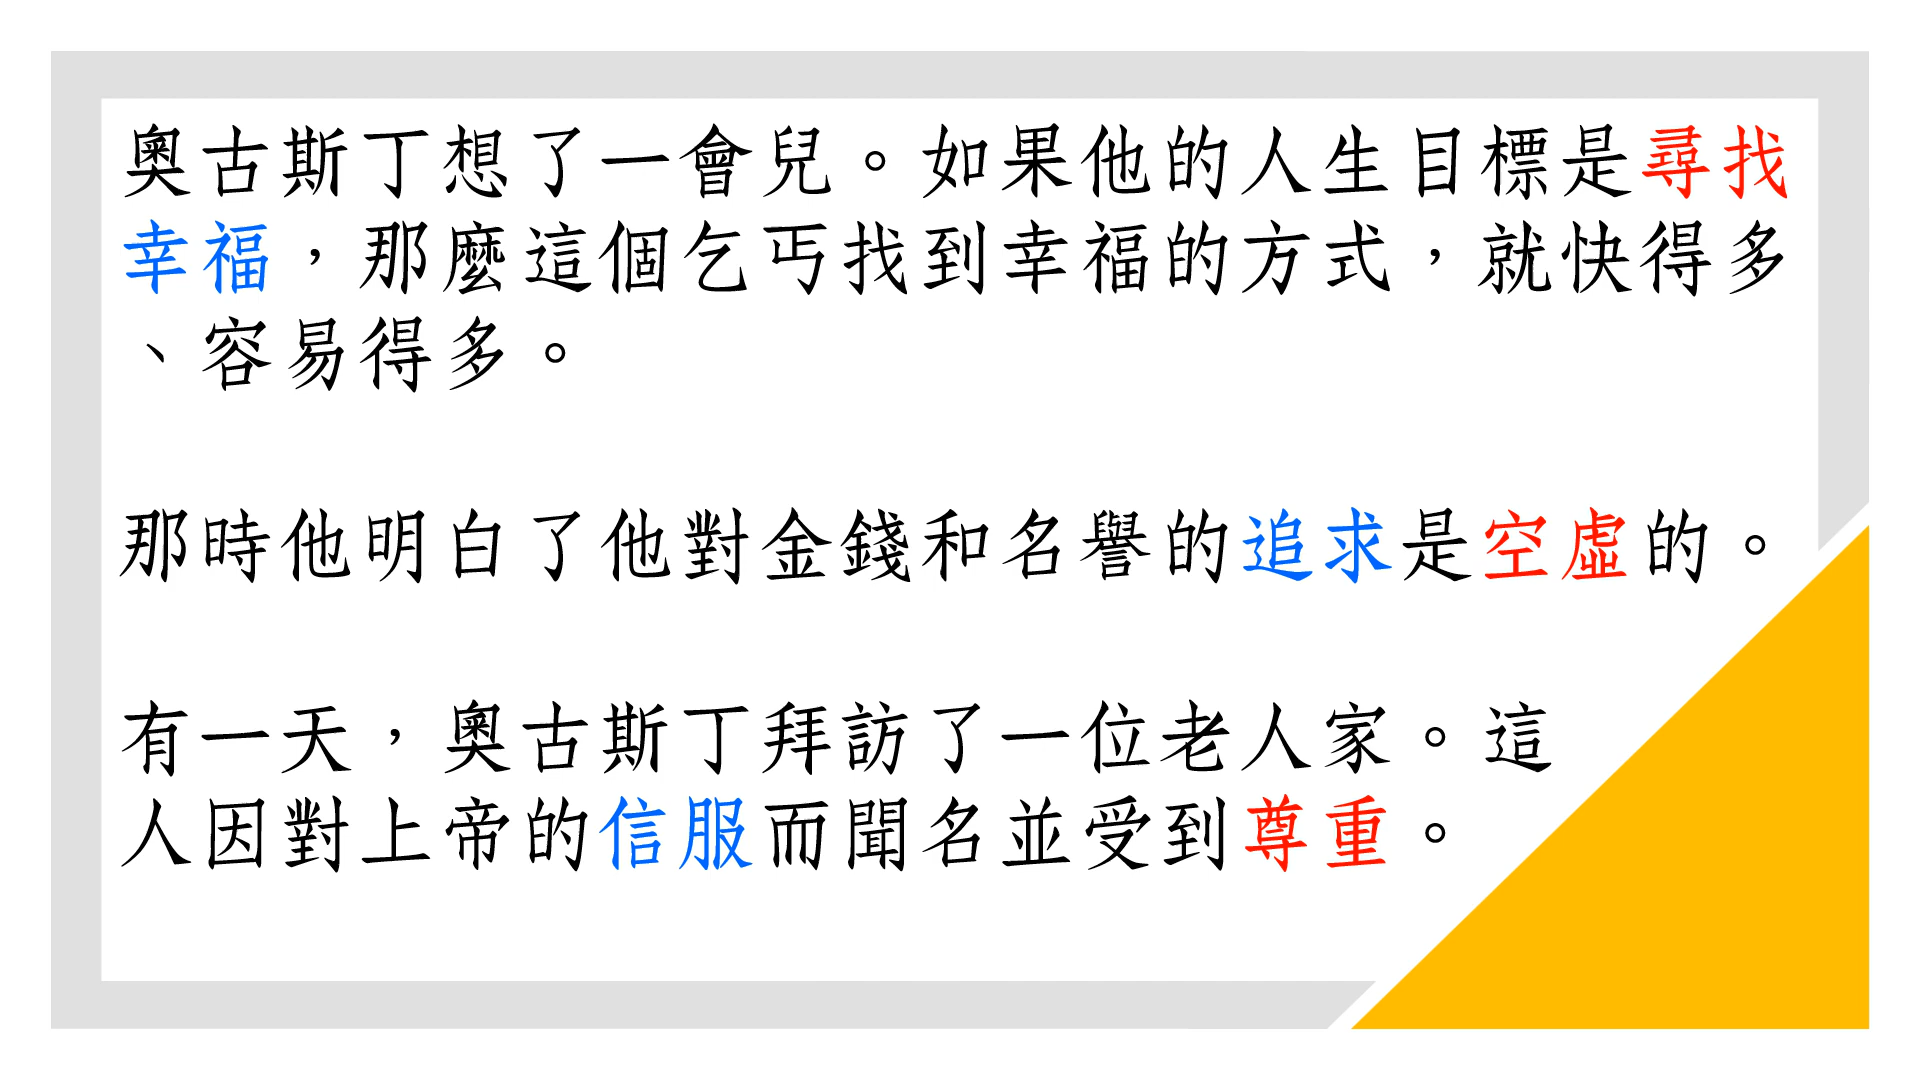 奧古斯丁想了一會兒。如果他的人生目標是尋找
幸福，那麼這個乞丐找到幸福的方式，就快得多
、容易得多。
那時他明白了他對金錢和名譽的追求是空虛的。
有一天，奧古斯丁拜訪了一位老人家。這
人因對上帝的信服而聞名並受到尊重。